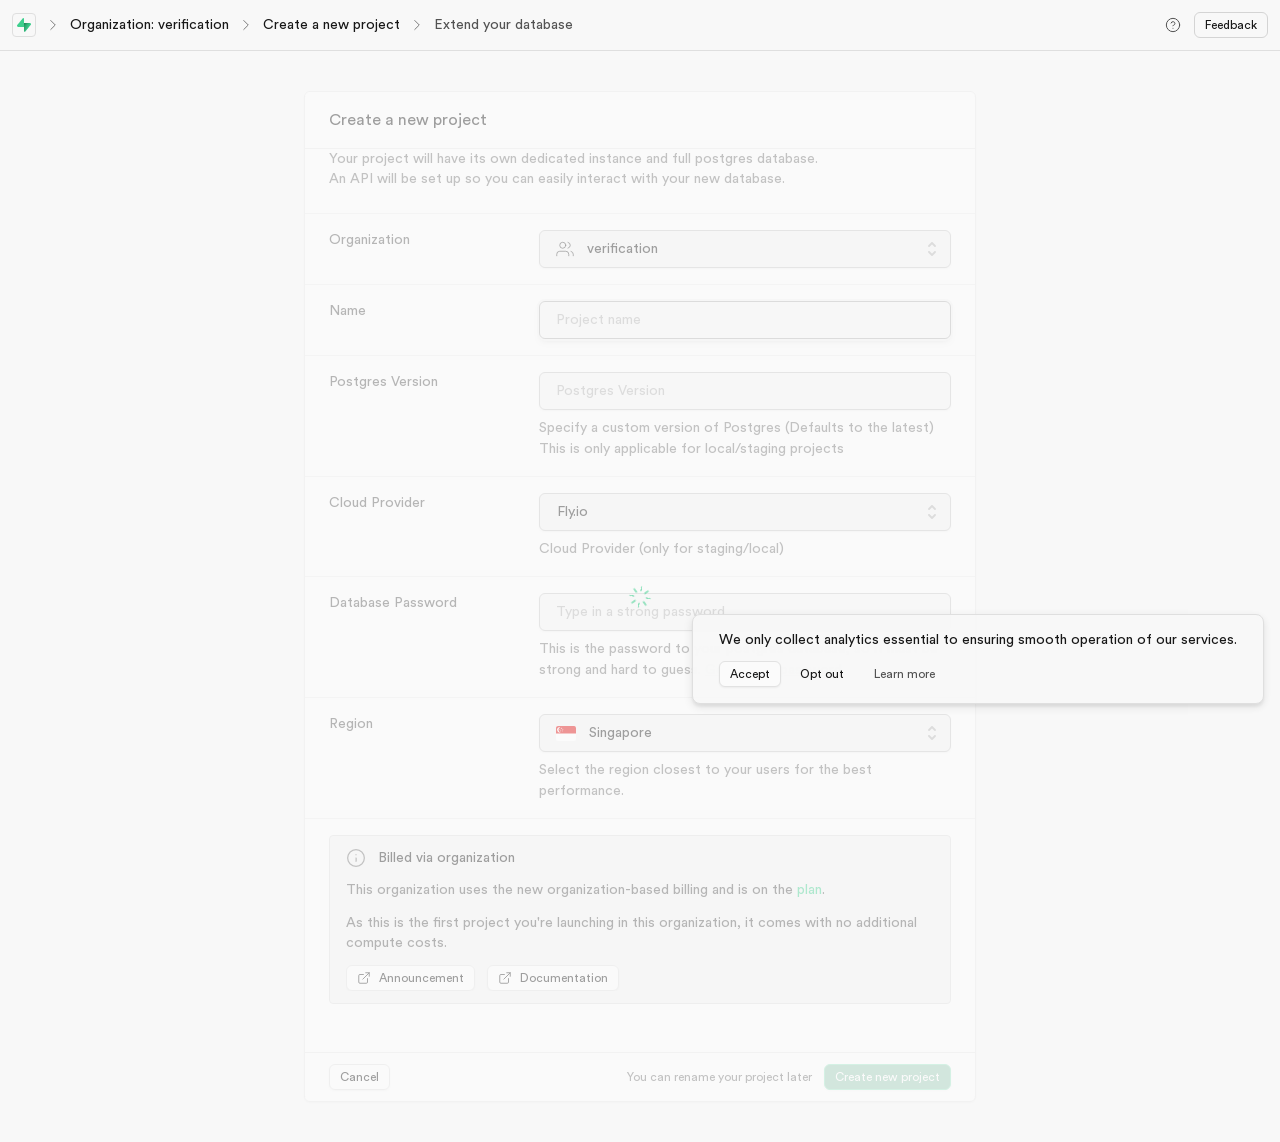 Organization: verification
Create a new project
Extend your database
Feedback
Create a new project
Your project will have its own dedicated instance and full postgres database.
An API will be set up so you can easily interact with your new database.
Organization
verification
Name
Project name
Postgres Version
Postgres Version
Specify a custom version of Postgres (Defaults to the latest)
This is only applicable for local/staging projects
Cloud Provider
Fly.io
Cloud Provider (only for staging/local)
Database Password
Type in a strong password
This is the password to
strong and hard to gues
We only collect analytics essential to ensuring smooth operation of our services.
Accept
Opt out
Learn more
Region
Singapore
Select the region closest to your users for the best
performance.
Billed via organization
This organization uses the new organization-based billing and is on the plan.
As this is the first project you're launching in this organization, it comes with no additional
compute costs.
Announcement
Documentation
Cancel
You can rename your project later
Create new project